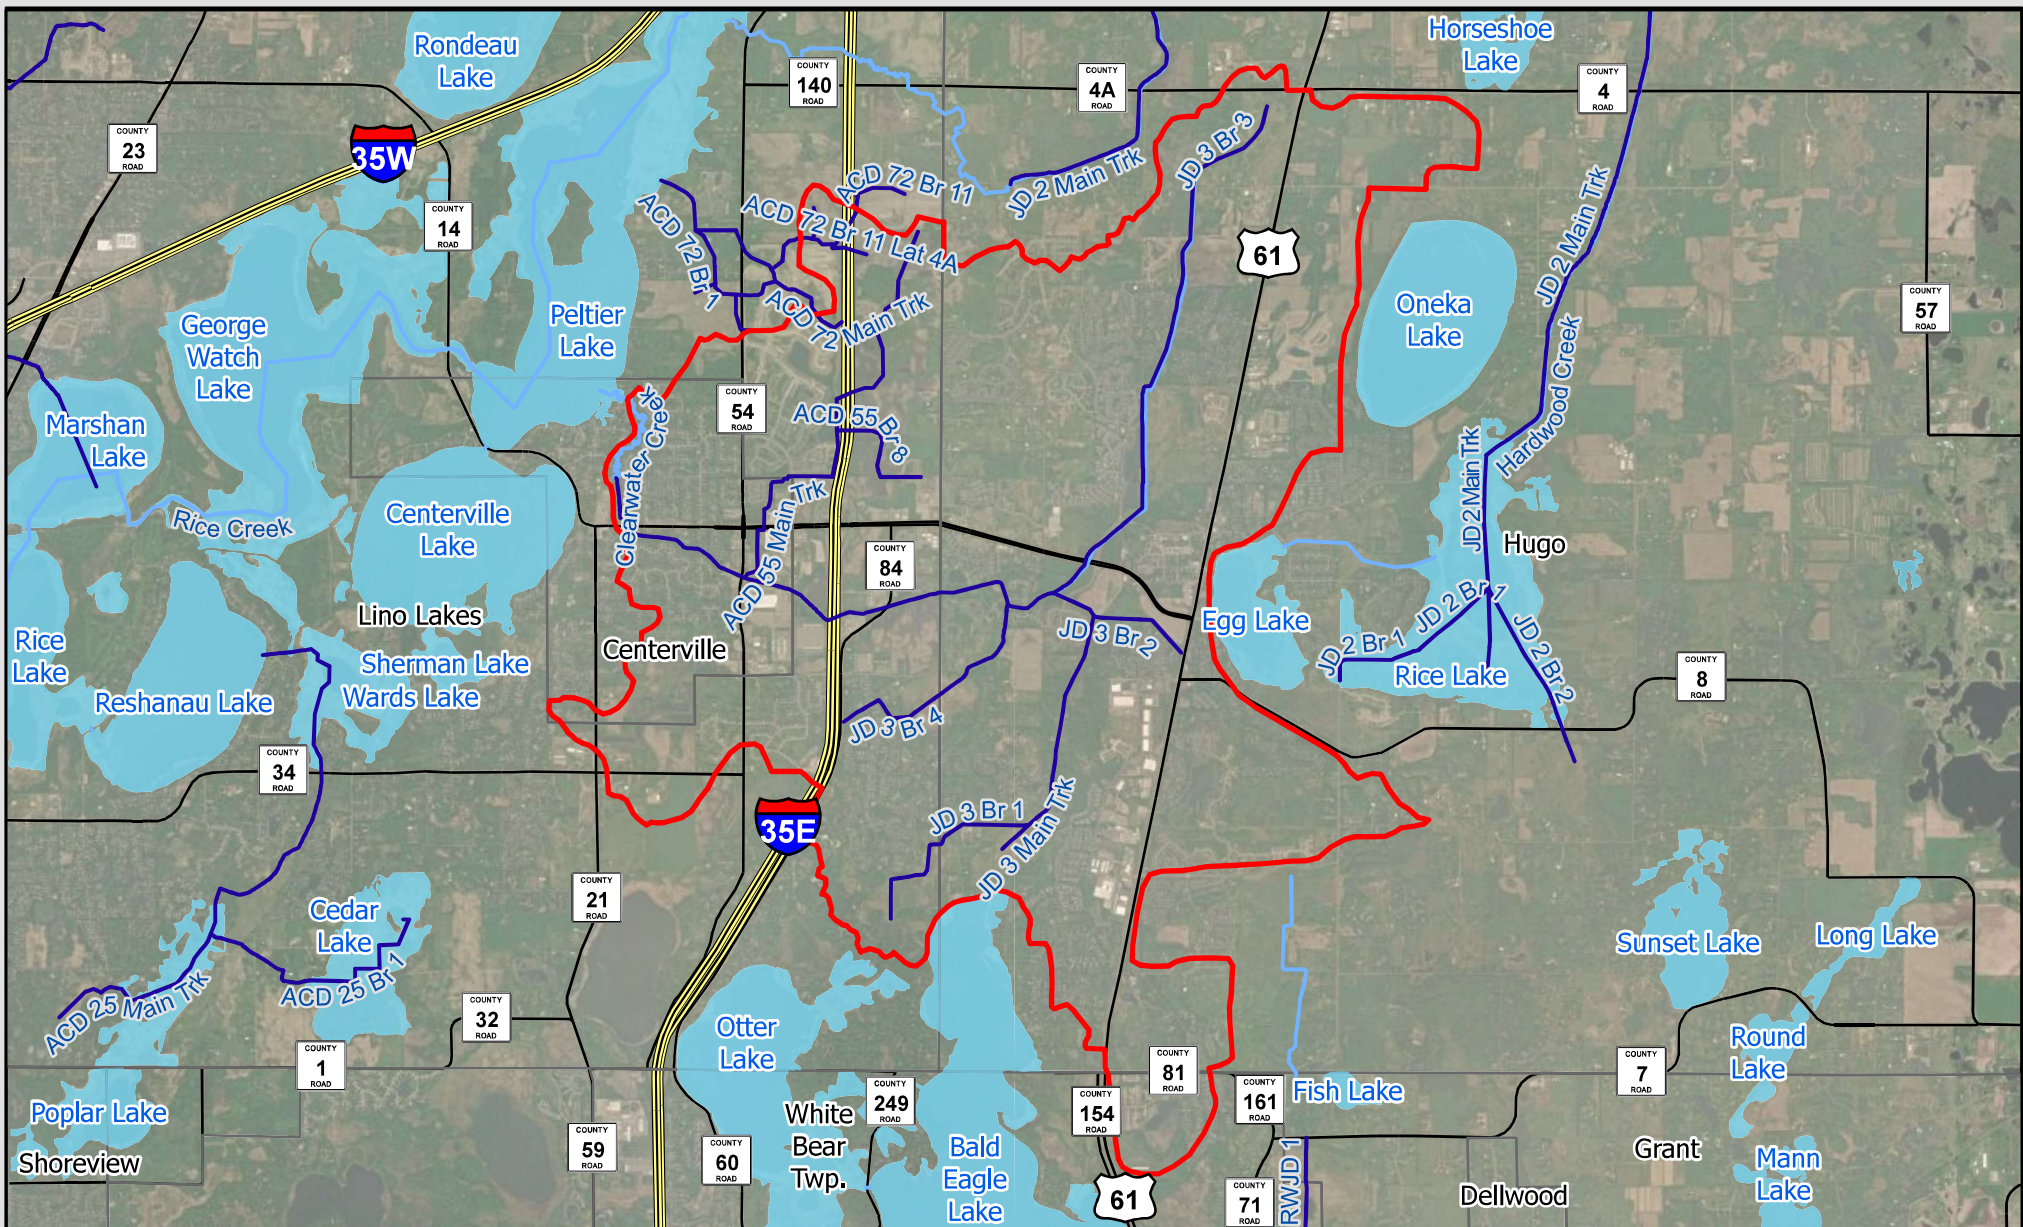 Rondeau
Lake
Horseshoe
Lake
COUNTY
140
ROAD
COUNTY
4A
ROAD
COUNTY
4
ROAD
COUNTY
23
ROAD
35W
JD 3 Br 3
JD 2 Main Trk
ACD 72 Br 11
COUNTY
14
ROAD
ACD 72 Br 1
ACD 72 Br 11 Lat 4A
61
JD 2 Main Trk
Oneka
Lake
COUNTY
57
ROAD
George
Watch
Lake
Peltier
Lake
ACD 72 Main Trk
Hardwood Creek
COUNTY
54
ROAD
ACD 55 Br 8
Marshan
Lake
Clearwater Creek
JD 2 Main Trk
Rice Creek
Centerville
Lake
ACD 55 Main Trk
COUNTY
84
ROAD
Hugo
Lino Lakes
Egg Lake
JD 2 Br 1
JD 2 Br 1
JD 2 Br 2
Rice
Lake
Sherman Lake
Centerville
JD 3 Br 2
Rice Lake
COUNTY
8
ROAD
Reshanau Lake
Wards Lake
JD 3 Br 4
COUNTY
34
ROAD
35E
JD 3 Br 1
JD 3 Main Trk
COUNTY
21
ROAD
Cedar
Lake
Sunset Lake
Long Lake
ACD 25 Main Trk
ACD 25 Br 1
COUNTY
32
ROAD
Otter
Lake
Round
Lake
COUNTY
1
ROAD
COUNTY
81
ROAD
COUNTY
7
ROAD
Poplar Lake
White
Bear
Twp.
COUNTY
249
ROAD
COUNTY
154
ROAD
COUNTY
161
ROAD
Fish Lake
Shoreview
COUNTY
59
ROAD
COUNTY
60
ROAD
Bald
Eagle
Lake
61
COUNTY
71
ROAD
RWJD 1
Dellwood
Grant
Mann
Lake